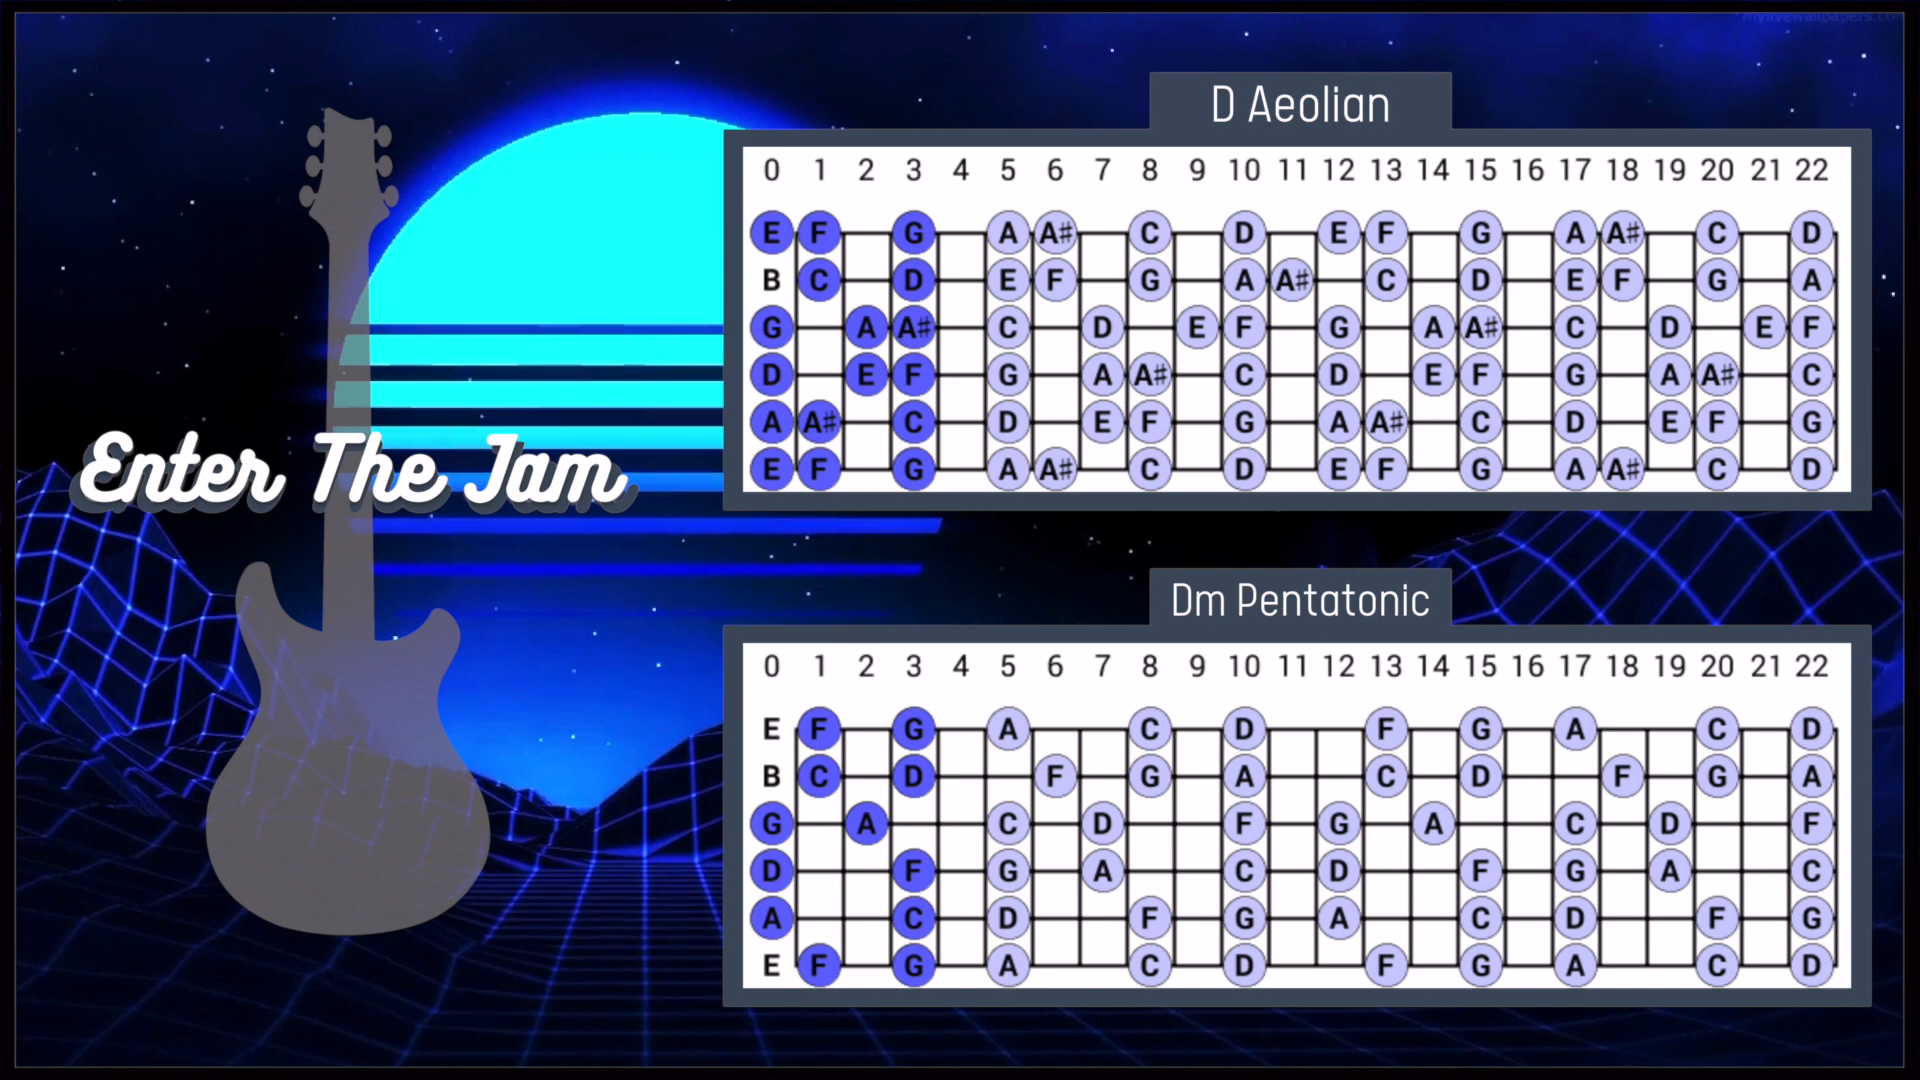 mylivewallpapers.com
D Aeolian
0 1 2 3 4 5 6 7 8 9 10 11 12 13 14 15 16 17 18 19 20 21 22
E F G A A♯ C D E F G A A♯ C D
B C D E F G A A♯ C D E F G A
G A A♯ C D E F G A A♯ C D E F
D E F G A A♯ C D E F G A A♯ C
A A♯ C D E F G A A♯ C D E F G
E F G A A♯ C D E F G A A♯ C D
Enter The Jam
Dm Pentatonic
0 1 2 3 4 5 6 7 8 9 10 11 12 13 14 15 16 17 18 19 20 21 22
E F G A C D F G A C D
B C D F G A C D F G A
G A C D F G A C D F
D F G A C D F G A C
A C D F G A C D F G
E F G A C D F G A C D